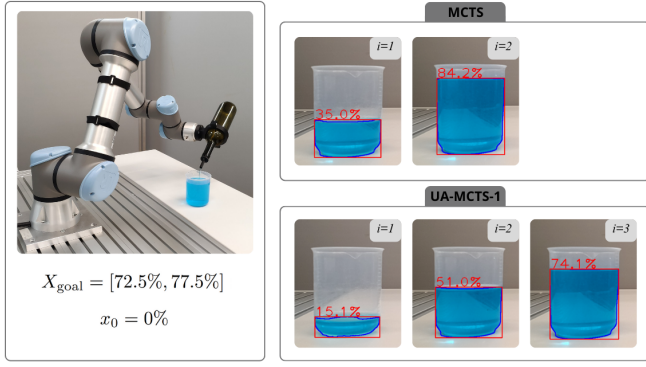 X_goal = [72.5%, 77.5%]
x_0 = 0%
MCTS
i=1
35.0%
i=2
84.2%
UA-MCTS-1
i=1
15.1%
i=2
51.0%
i=3
74.1%